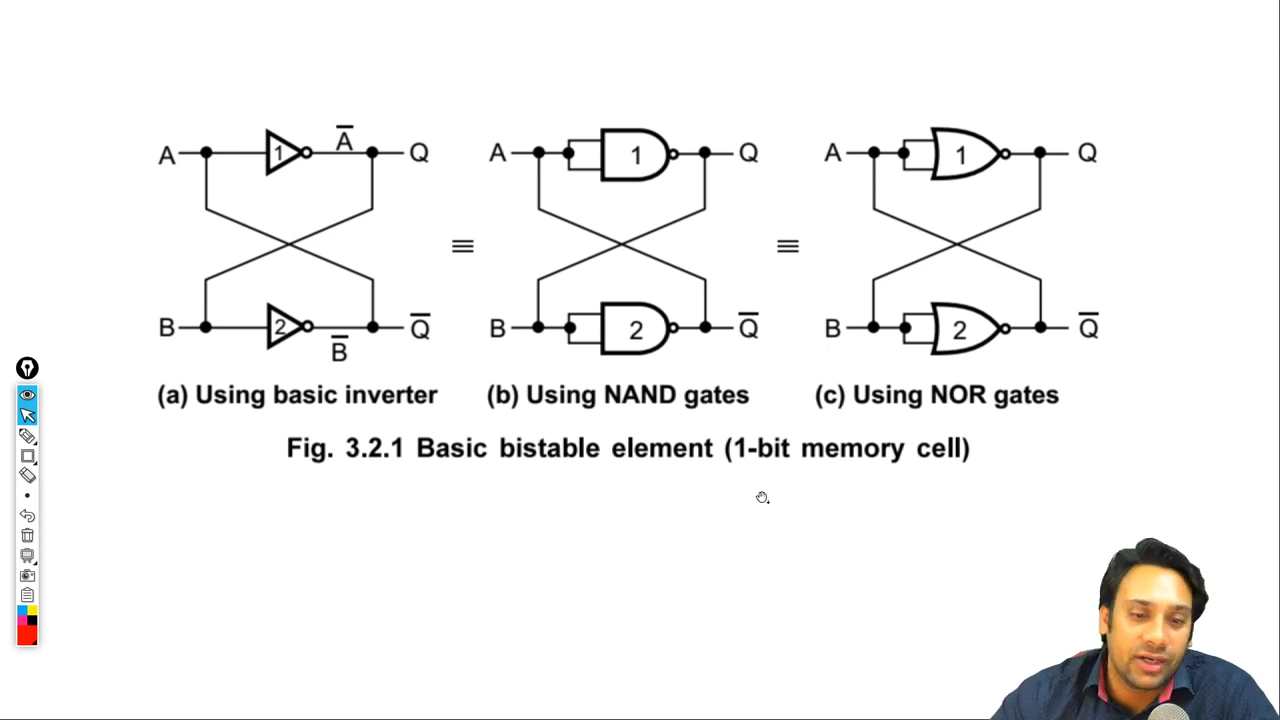 A 1 A̅ Q
B 2 B̅ Q̅
≡
A 1 Q
B 2 Q̅
≡
A 1 Q
B 2 Q̅
(a) Using basic inverter
(b) Using NAND gates
(c) Using NOR gates
Fig. 3.2.1 Basic bistable element (1-bit memory cell)